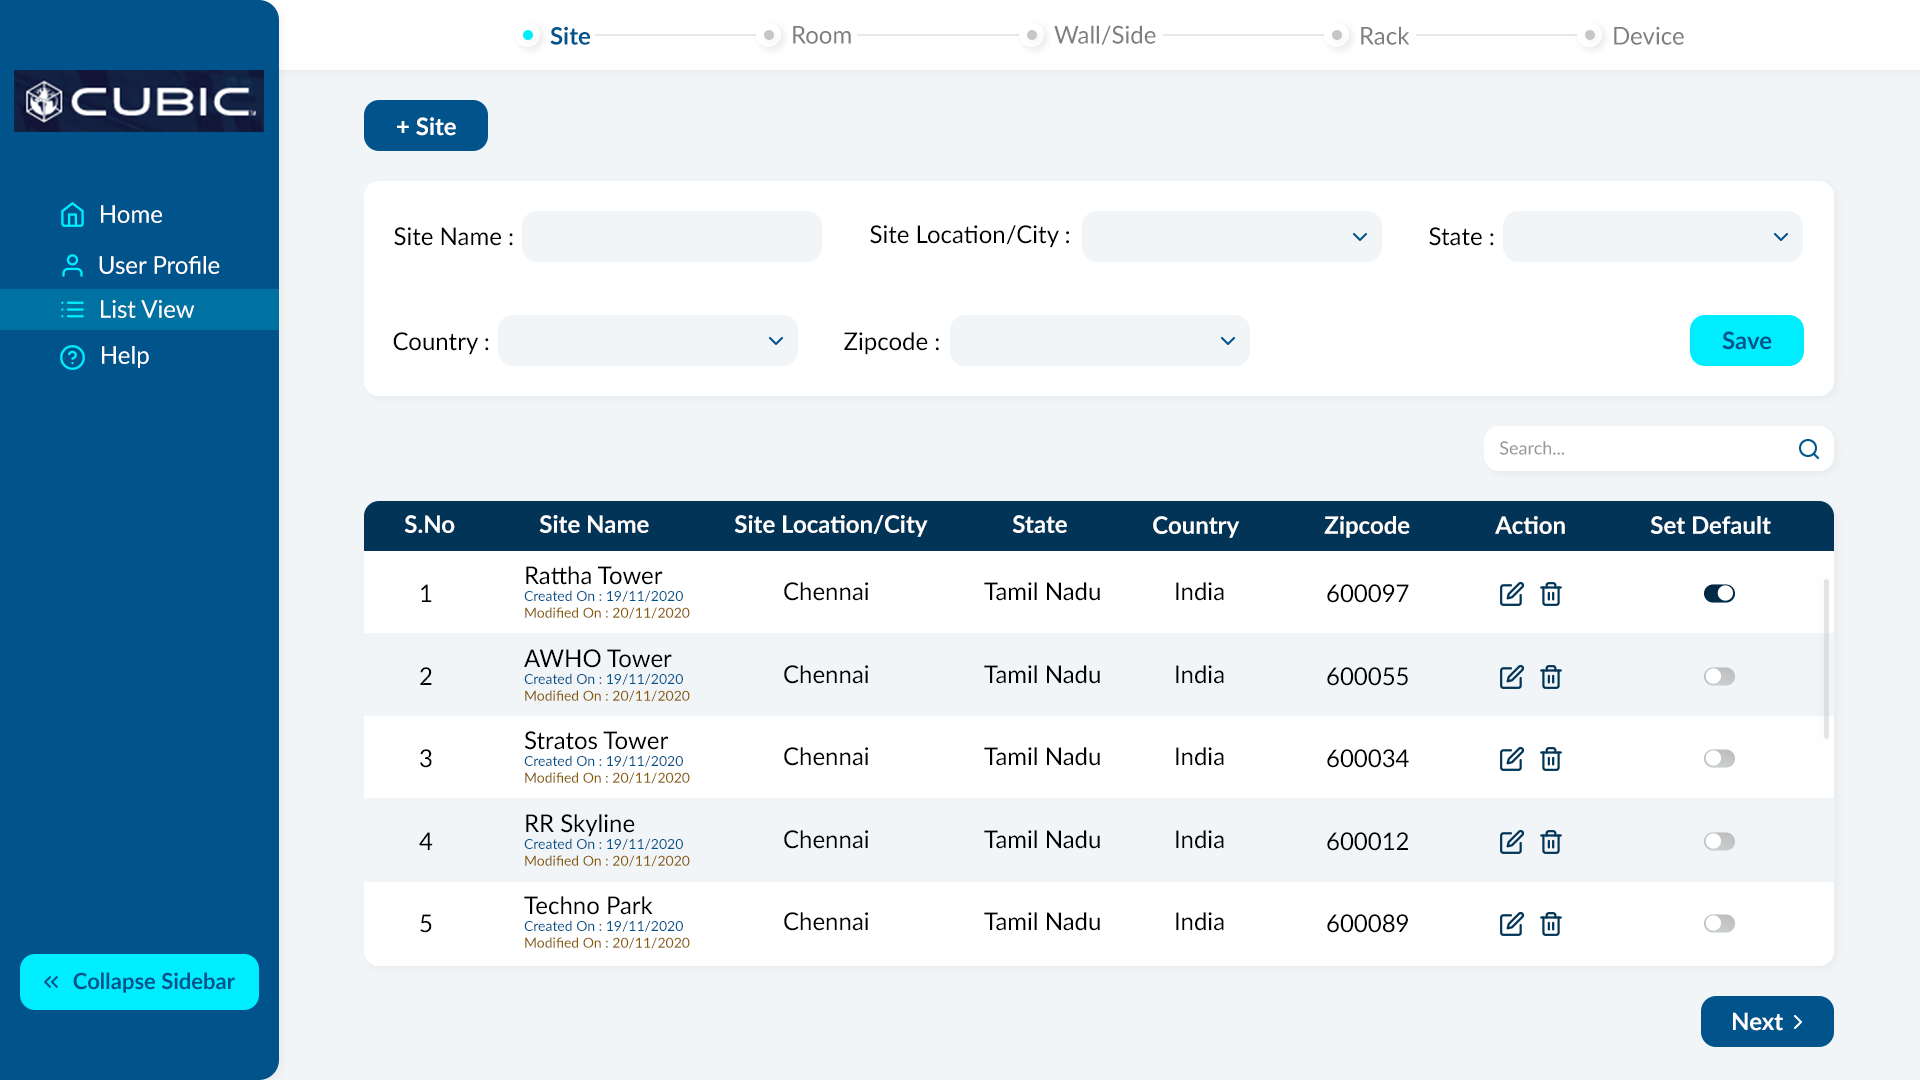 CUBIC
Home
User Profile
List View
Help
« Collapse Sidebar
Site
Room
Wall/Side
Rack
Device
+ Site
Site Name :
Site Location/City :
State :
Country :
Zipcode :
Save
Search...
S.No Site Name Site Location/City State Country Zipcode Action Set Default
1 Rattha Tower Chennai Tamil Nadu India 600097
Created On : 19/11/2020
Modified On : 20/11/2020
2 AWHO Tower Chennai Tamil Nadu India 600055
Created On : 19/11/2020
Modified On : 20/11/2020
3 Stratos Tower Chennai Tamil Nadu India 600034
Created On : 19/11/2020
Modified On : 20/11/2020
4 RR Skyline Chennai Tamil Nadu India 600012
Created On : 19/11/2020
Modified On : 20/11/2020
5 Techno Park Chennai Tamil Nadu India 600089
Created On : 19/11/2020
Modified On : 20/11/2020
Next >